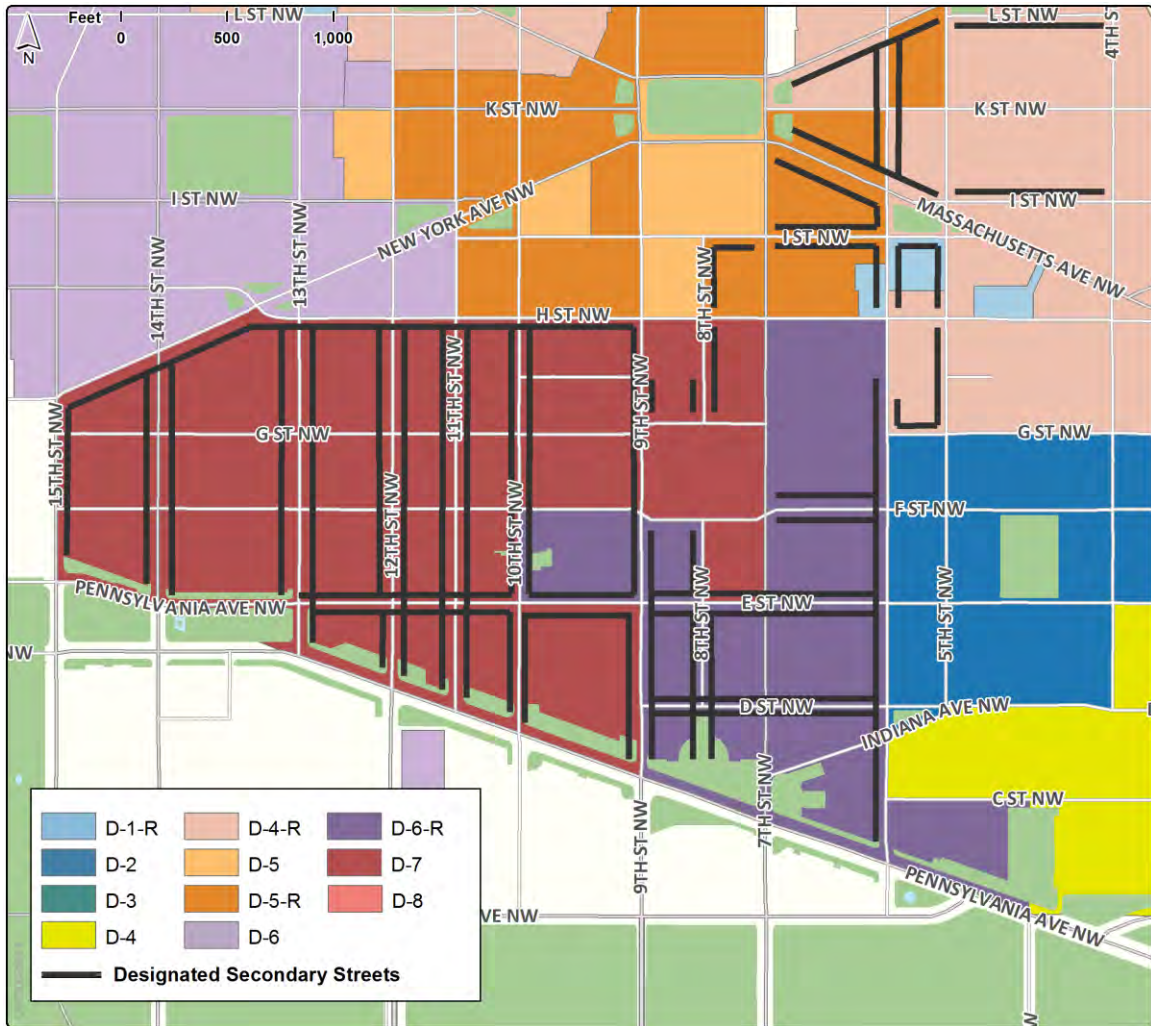 Feet
0
500
1,000
N
L ST NW
L ST NW
4TH ST NW
K ST NW
K ST NW
I ST NW
I ST NW
I ST NW
NEW YORK AVE NW
MASSACHUSETTS AVE NW
13TH ST NW
14TH ST NW
8TH ST NW
H ST NW
11TH ST NW
9TH ST NW
15TH ST NW
G ST NW
G ST NW
12TH ST NW
10TH ST NW
F ST NW
PENNSYLVANIA AVE NW
E ST NW
8TH ST NW
5TH ST NW
NW
D ST NW
INDIANA AVE NW
7TH ST NW
9TH ST NW
C ST NW
PENNSYLVANIA AVE NW
AVE NW
W
D-1-R
D-4-R
D-6-R
D-2
D-5
D-7
D-3
D-5-R
D-8
D-4
D-6
Designated Secondary Streets